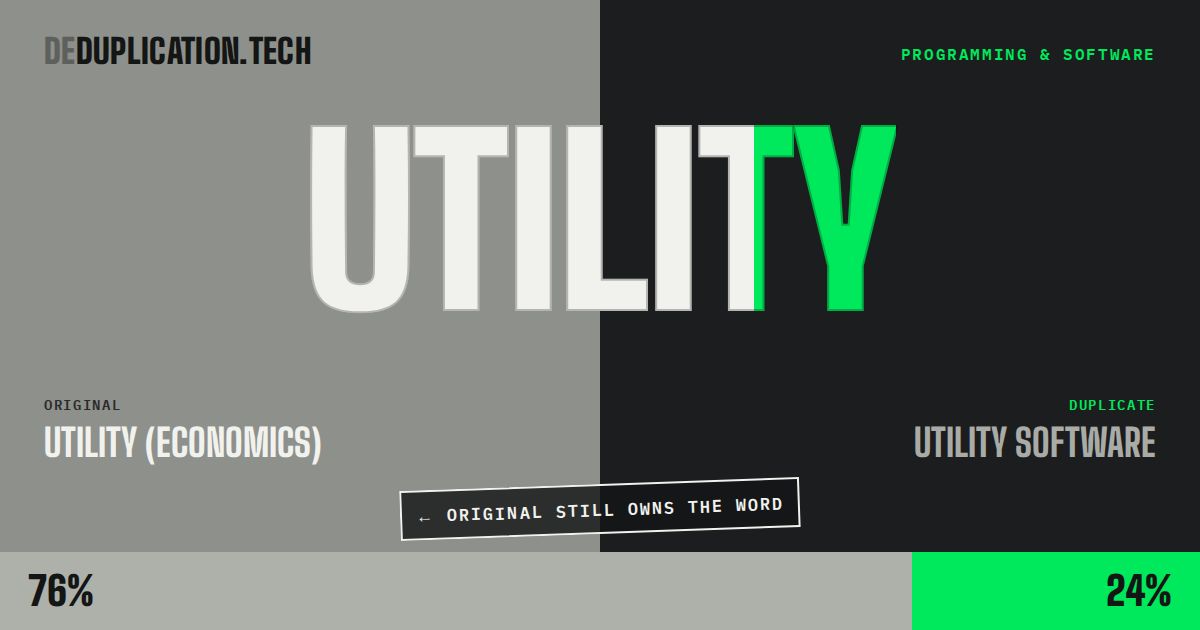 DEDUPLICATION.TECH
PROGRAMMING & SOFTWARE
UTILITY
ORIGINAL
UTILITY (ECONOMICS)
DUPLICATE
UTILITY SOFTWARE
← ORIGINAL STILL OWNS THE WORD
76%
24%